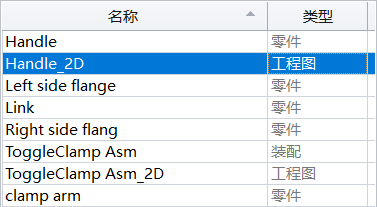 名称 类型
Handle 零件
Handle_2D 工程图
Left side flange 零件
Link 零件
Right side flang 零件
ToggleClamp Asm 装配
ToggleClamp Asm_2D 工程图
clamp arm 零件